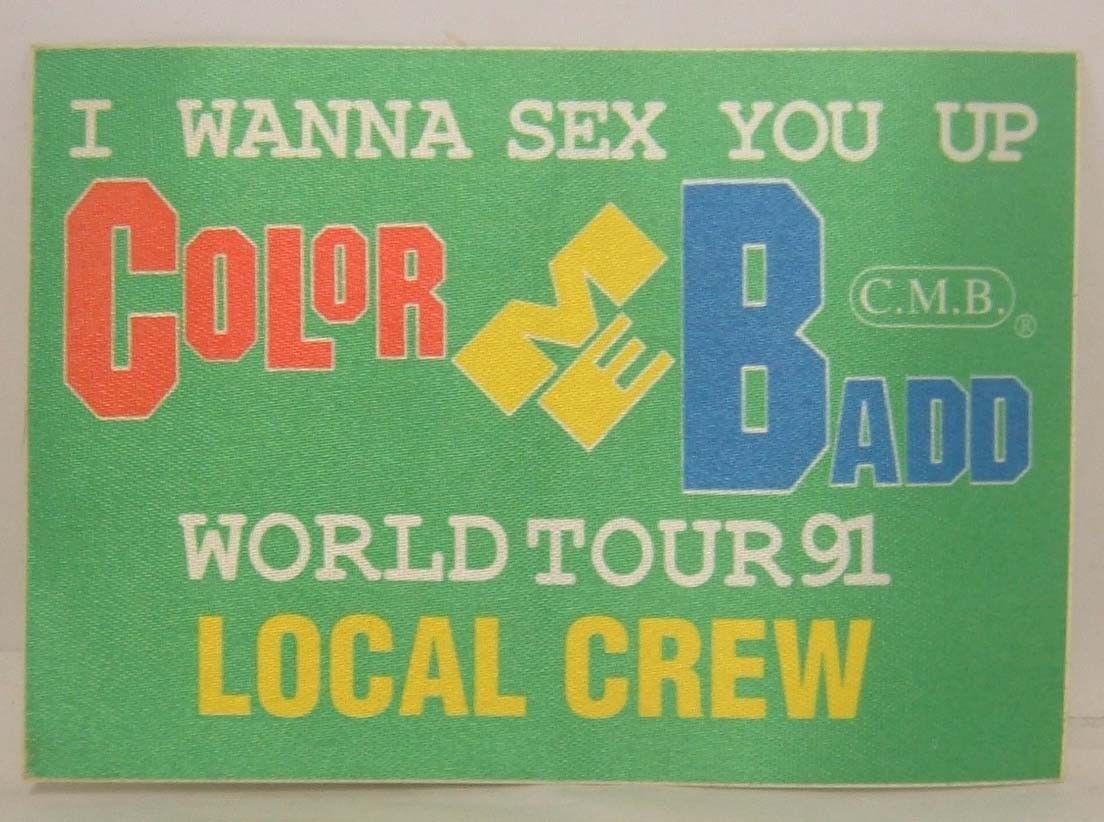 I WANNA SEX YOU UP
COLOR ME BADD
C.M.B.®
WORLD TOUR 91
LOCAL CREW